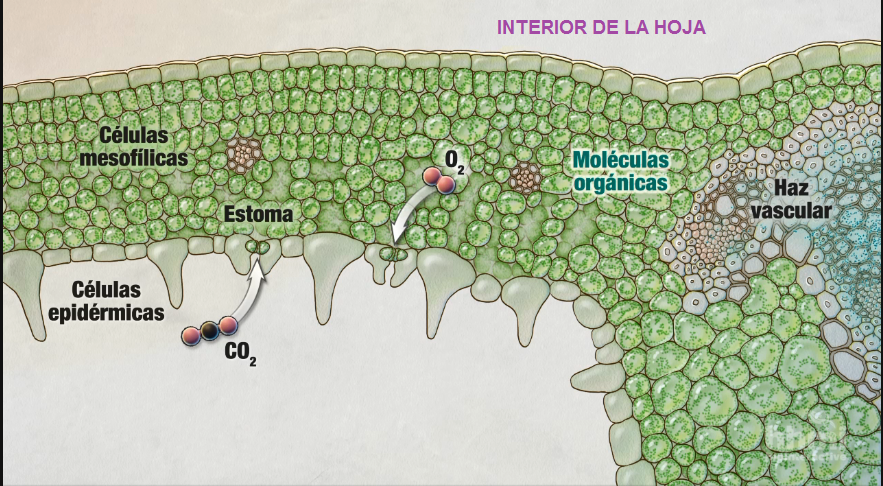 INTERIOR DE LA HOJA
Células
mesofílicas
O₂
Moléculas
orgánicas
Haz
vascular
Estoma
Células
epidérmicas
CO₂